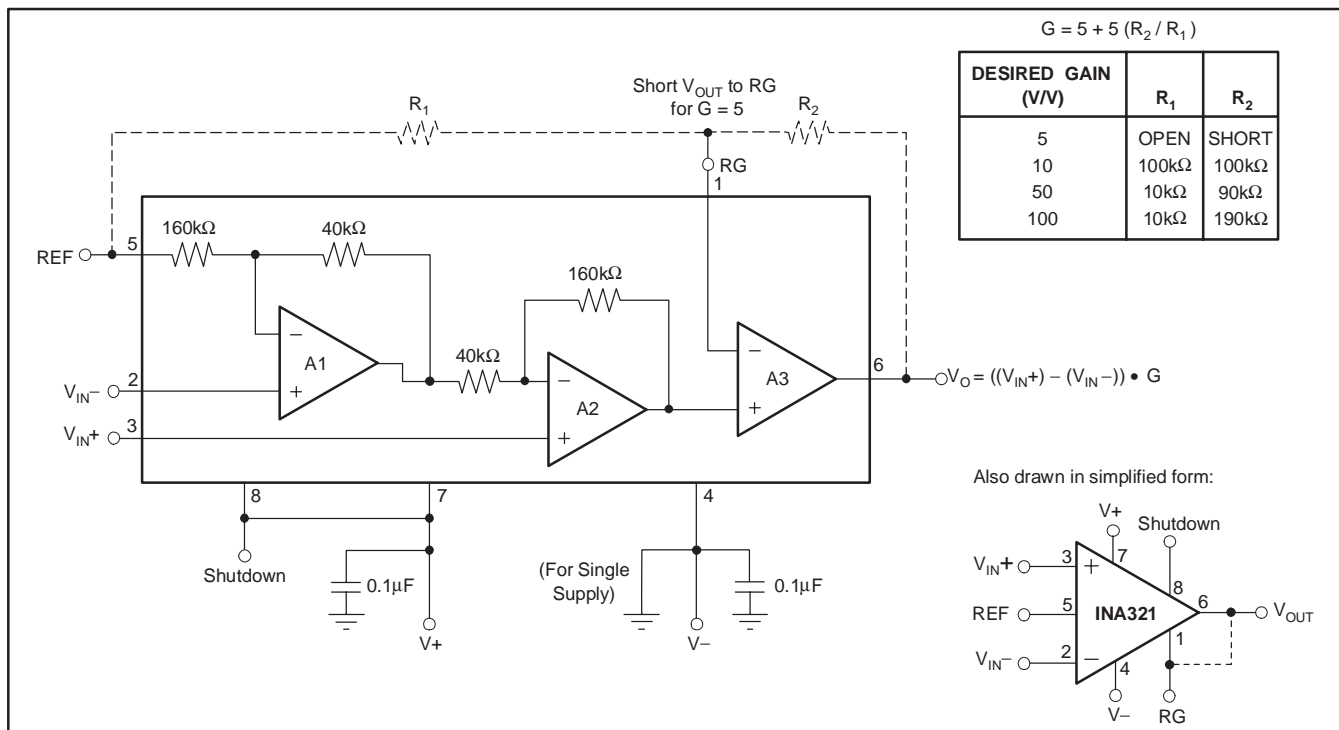 G = 5 + 5 (R2 / R1)
DESIRED GAIN (V/V) R1 R2
5 OPEN SHORT
10 100kΩ 100kΩ
50 10kΩ 90kΩ
100 10kΩ 190kΩ
Short VOUT to RG
for G = 5
R1
R2
RG
1
160kΩ
40kΩ
REF
5
160kΩ
A1
−
+
40kΩ
A2
−
+
A3
−
+
6
VO = ((VIN+) − (VIN−)) • G
VIN−
2
VIN+
3
8
7
4
Shutdown
0.1µF
V+
(For Single
Supply)
0.1µF
V−
Also drawn in simplified form:
V+
Shutdown
7
8
VIN+
3
+
REF
5
INA321
6
VOUT
VIN−
2
−
4
1
V−
RG